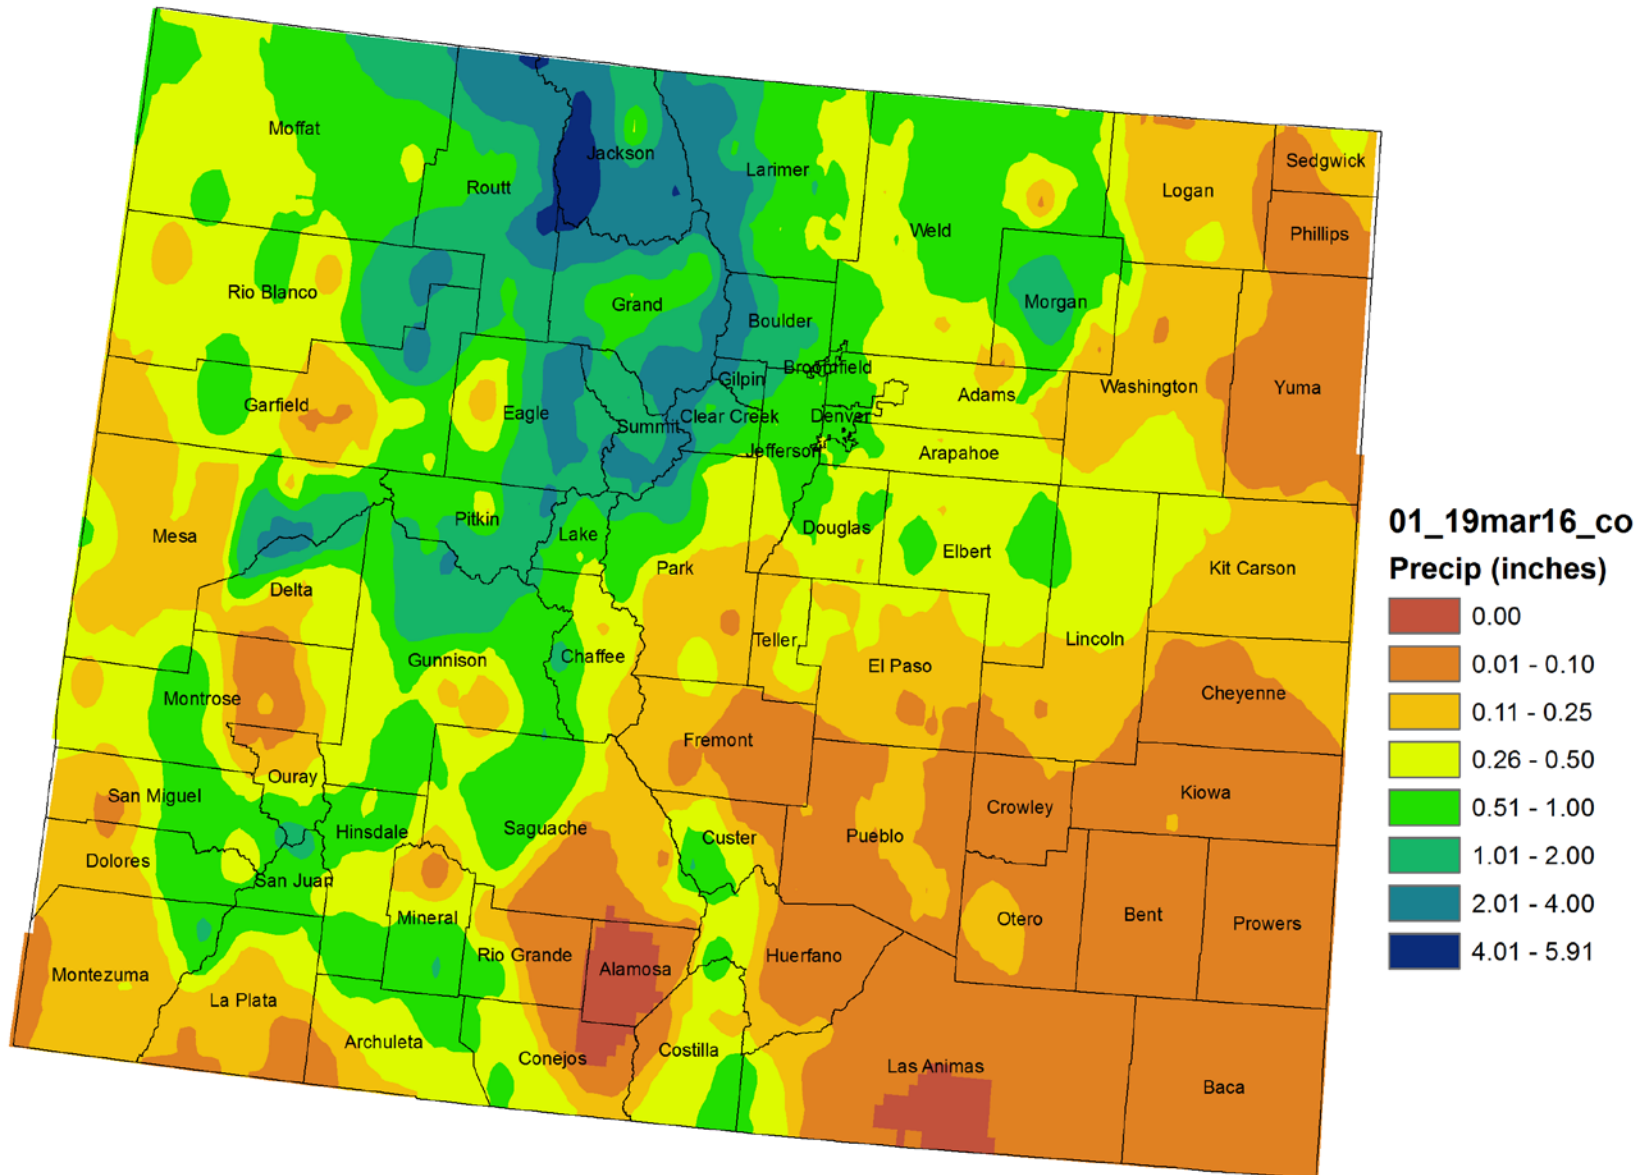 Moffat
Jackson
Routt
Larimer
Sedgwick
Logan
Weld
Phillips
Rio Blanco
Grand
Morgan
Boulder
Broomfield
Gilpin
Yuma
Washington
Adams
Garfield
Eagle
Clear Creek
Denver
Summit
Jefferson
Arapahoe
Pitkin
Mesa
Lake
Douglas
Elbert
Park
Kit Carson
Delta
Teller
Lincoln
Gunnison
Chaffee
El Paso
Montrose
Cheyenne
Fremont
Ouray
San Miguel
Kiowa
Crowley
Saguache
Hinsdale
Custer
Pueblo
Dolores
San Juan
Mineral
Otero
Bent
Prowers
Rio Grande
Huerfano
Alamosa
Montezuma
La Plata
Archuleta
Conejos
Costilla
Las Animas
Baca
01_19mar16_co
Precip (inches)
0.00
0.01 - 0.10
0.11 - 0.25
0.26 - 0.50
0.51 - 1.00
1.01 - 2.00
2.01 - 4.00
4.01 - 5.91